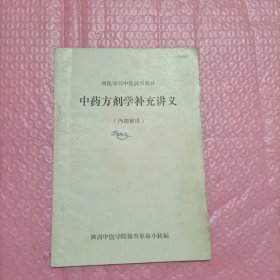 西医学习中医试用教材
中药方剂学补充讲义
（内部使用）
陕西中医学院教育革命小组编